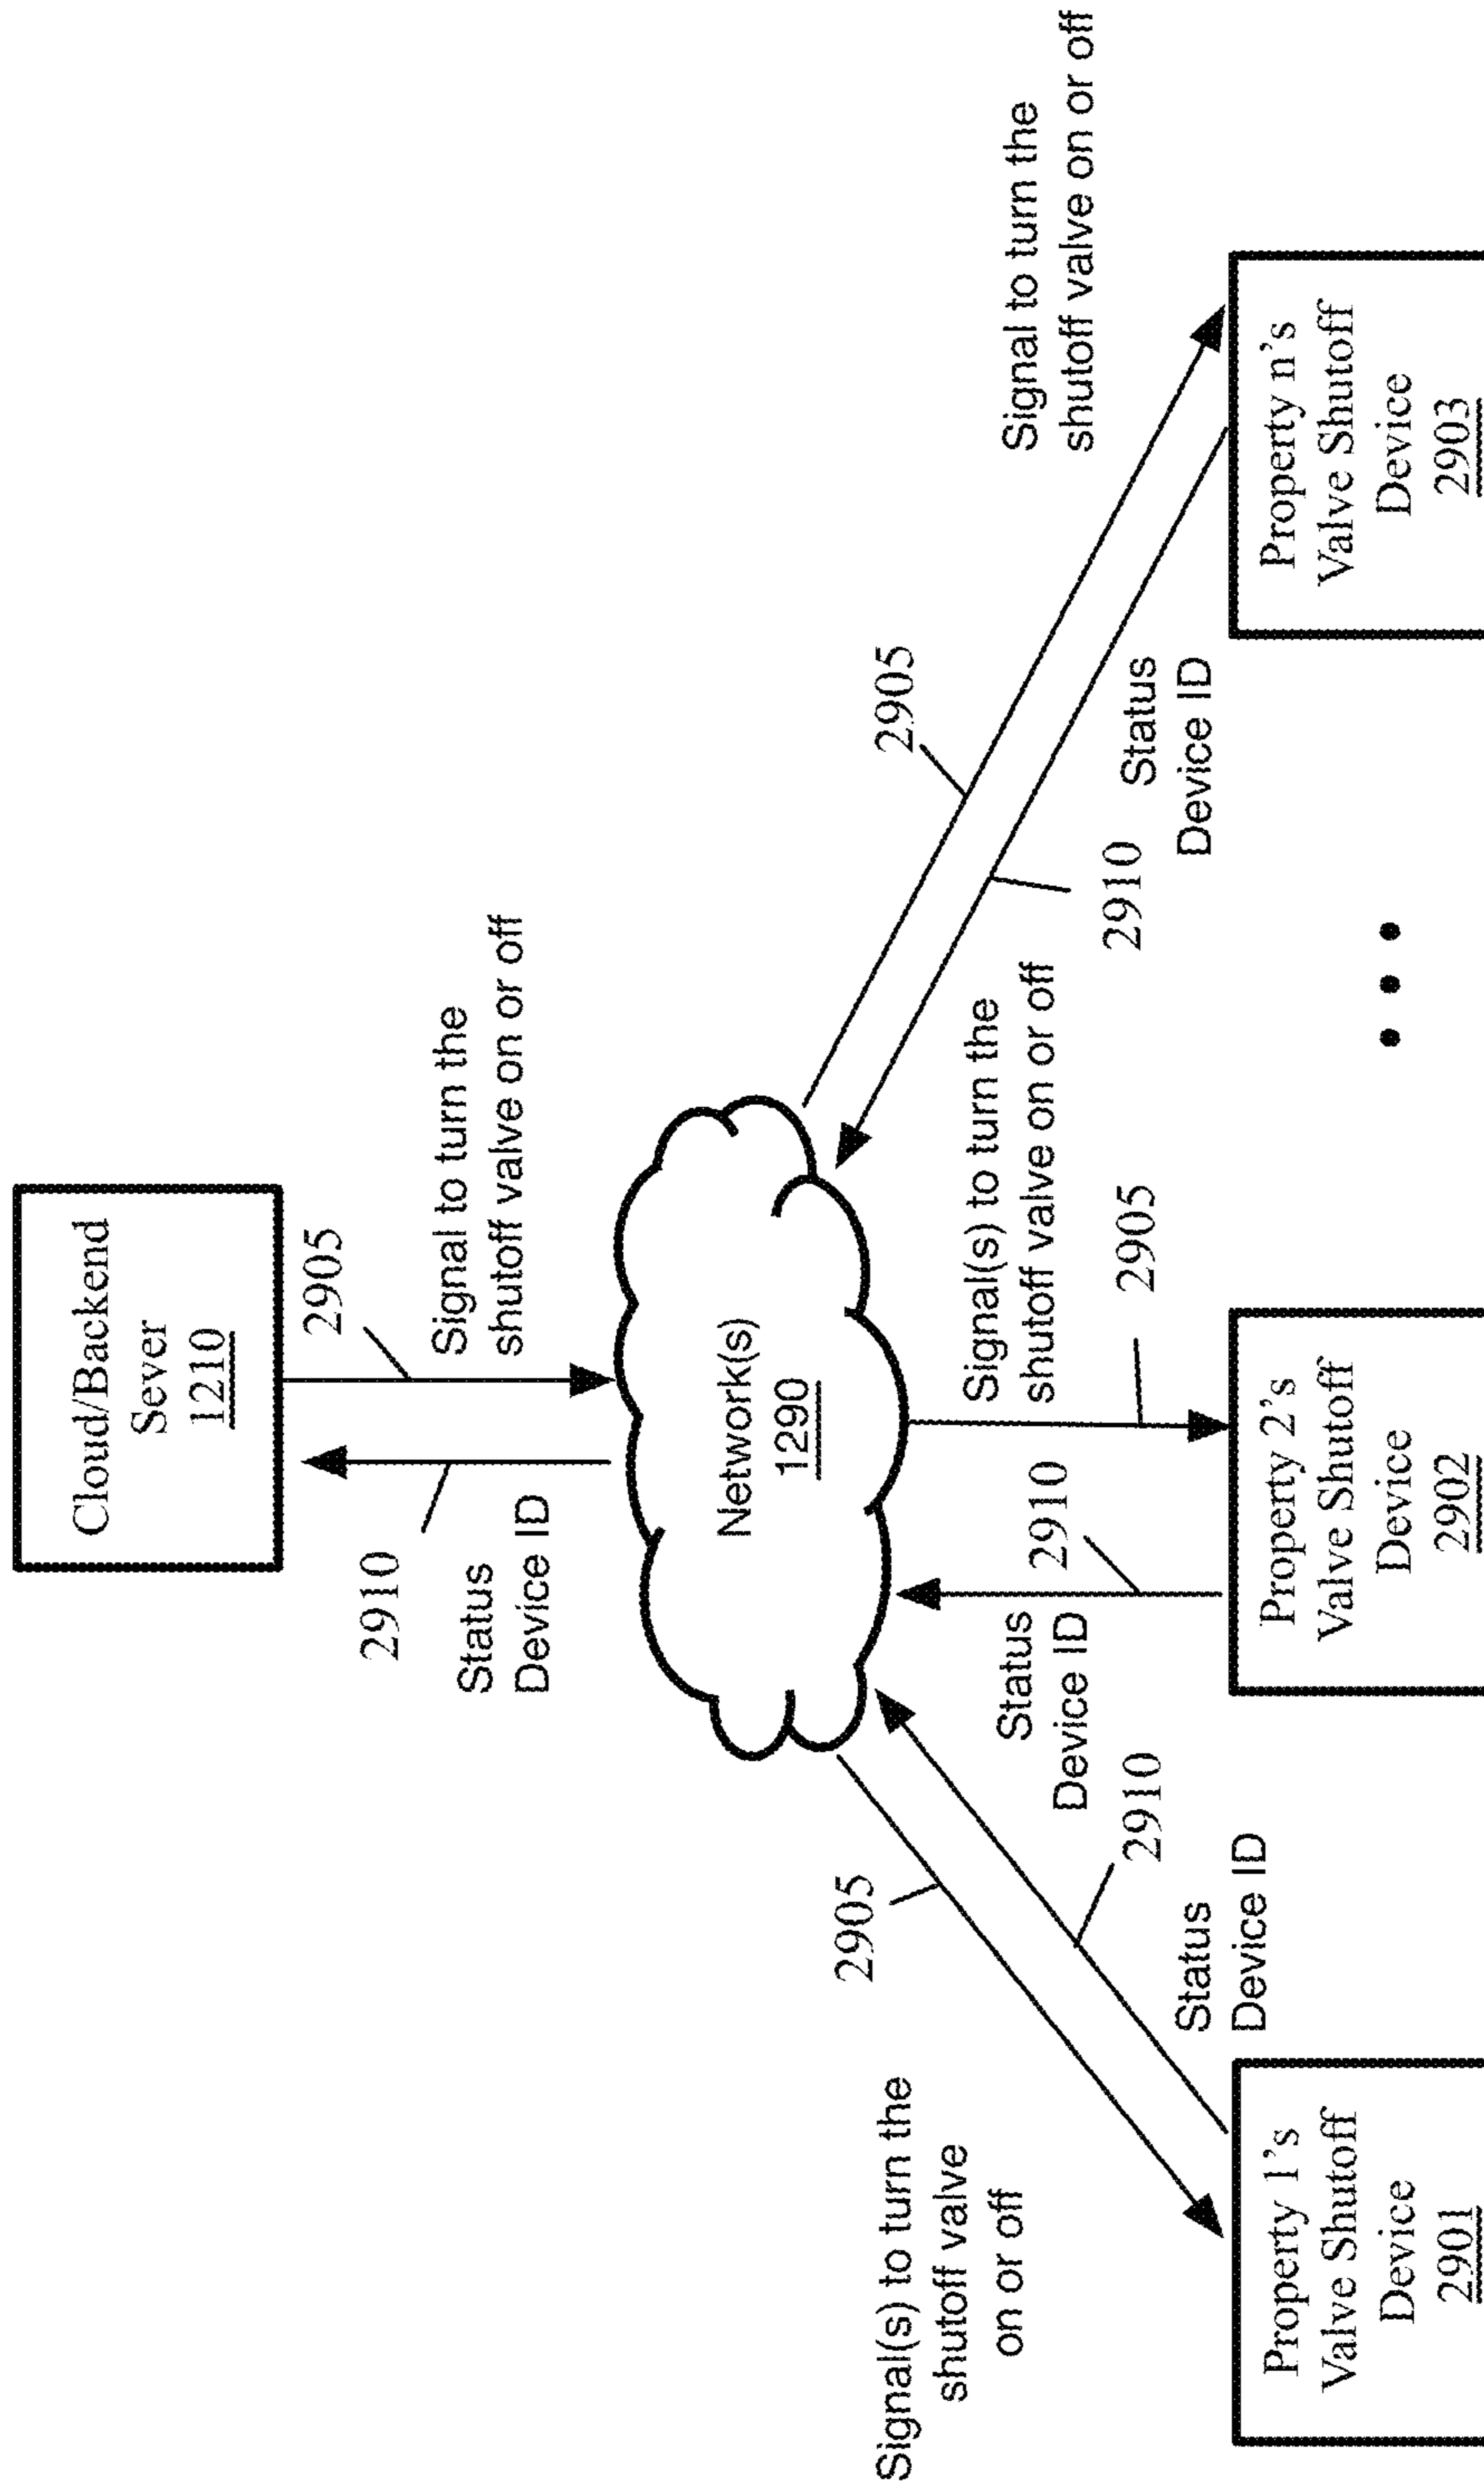 Cloud/Backend
Sever
1210
2910
2905
Status
Device ID
Signal to turn the
shutoff valve on or off
Network(s)
1290
2905
Signal(s) to turn the
shutoff valve
on or off
2910
Status
Device ID
Status
Device ID
2910
Signal(s) to turn the
shutoff valve on or off
2905
2905
Signal to turn the
shutoff valve on or off
2910
Status
Device ID
Property 1's
Valve Shutoff
Device
2901
Property 2's
Valve Shutoff
Device
2902
Property n's
Valve Shutoff
Device
2903